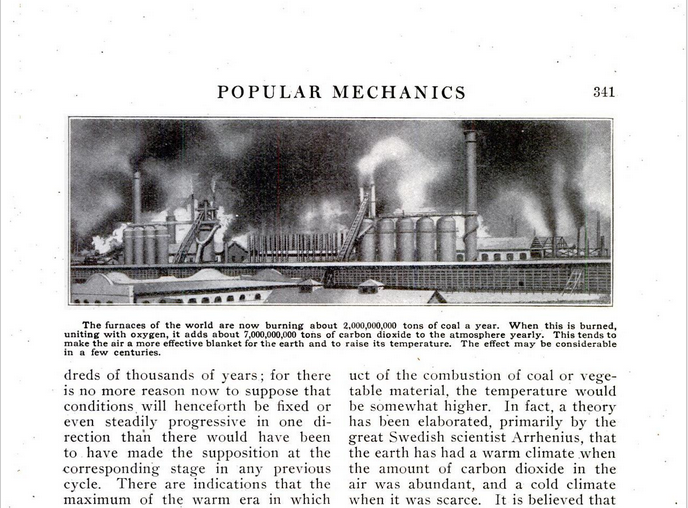 POPULAR MECHANICS 341
The furnaces of the world are now burning about 2,000,000,000 tons of coal a year. When this is burned,
uniting with oxygen, it adds about 7,000,000,000 tons of carbon dioxide to the atmosphere yearly. This tends to
make the air a more effective blanket for the earth and to raise its temperature. The effect may be considerable
in a few centuries.
dreds of thousands of years; for there
is no more reason now to suppose that
conditions will henceforth be fixed or
even steadily progressive in one di-
rection than there would have been
to have made the supposition at the
corresponding stage in any previous
cycle. There are indications that the
maximum of the warm era in which
uct of the combustion of coal or vege-
table material, the temperature would
be somewhat higher. In fact, a theory
has been elaborated, primarily by the
great Swedish scientist Arrhenius, that
the earth has had a warm climate when
the amount of carbon dioxide in the
air was abundant, and a cold climate
when it was scarce. It is believed that